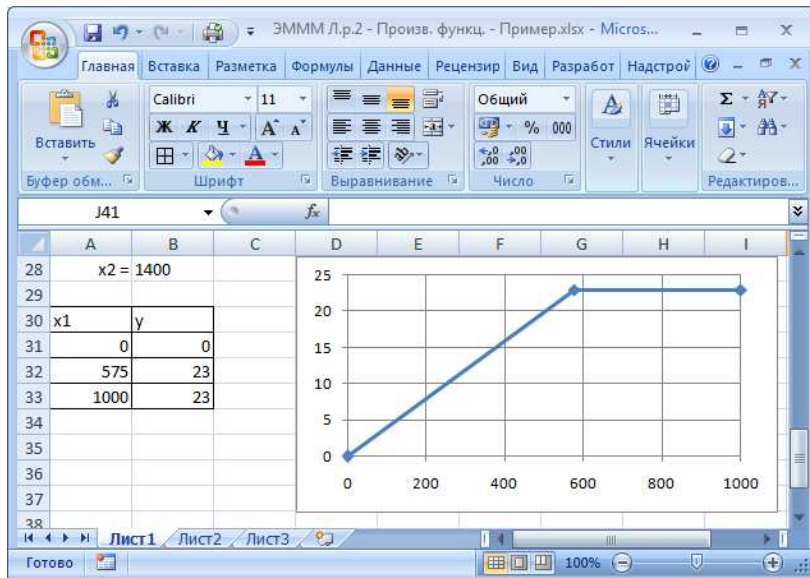 ЭМММ Л.р.2 - Произв. функц. - Пример.xlsx - Micros...
Главная Вставка Разметка Формулы Данные Рецензир Вид Разработ Надстрой
Вставить
Calibri 11
Ж К Ч A A
A
Общий
% 000
,00 ,0
Стили
Ячейки
Σ
Буфер обм... Шрифт Выравнивание Число Редактиров...
J41 fx
A B C D E F G H I
28 x2 = 1400
29
30 x1 y
31 0 0
32 575 23
33 1000 23
34
35
36
37
38
25
20
15
10
5
0
0 200 400 600 800 1000
Лист1 Лист2 Лист3
Готово 100%